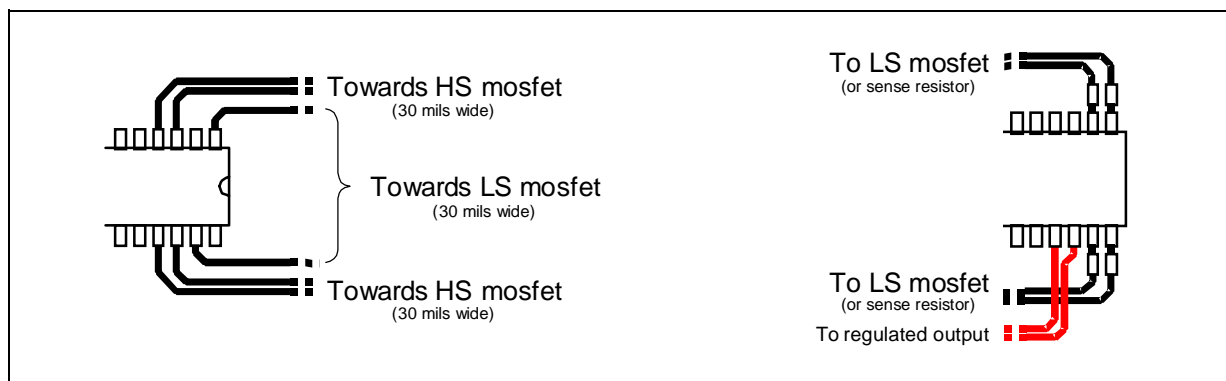 Towards HS mosfet
(30 mils wide)
Towards LS mosfet
(30 mils wide)
Towards HS mosfet
(30 mils wide)
To LS mosfet
(or sense resistor)
To LS mosfet
(or sense resistor)
To regulated output